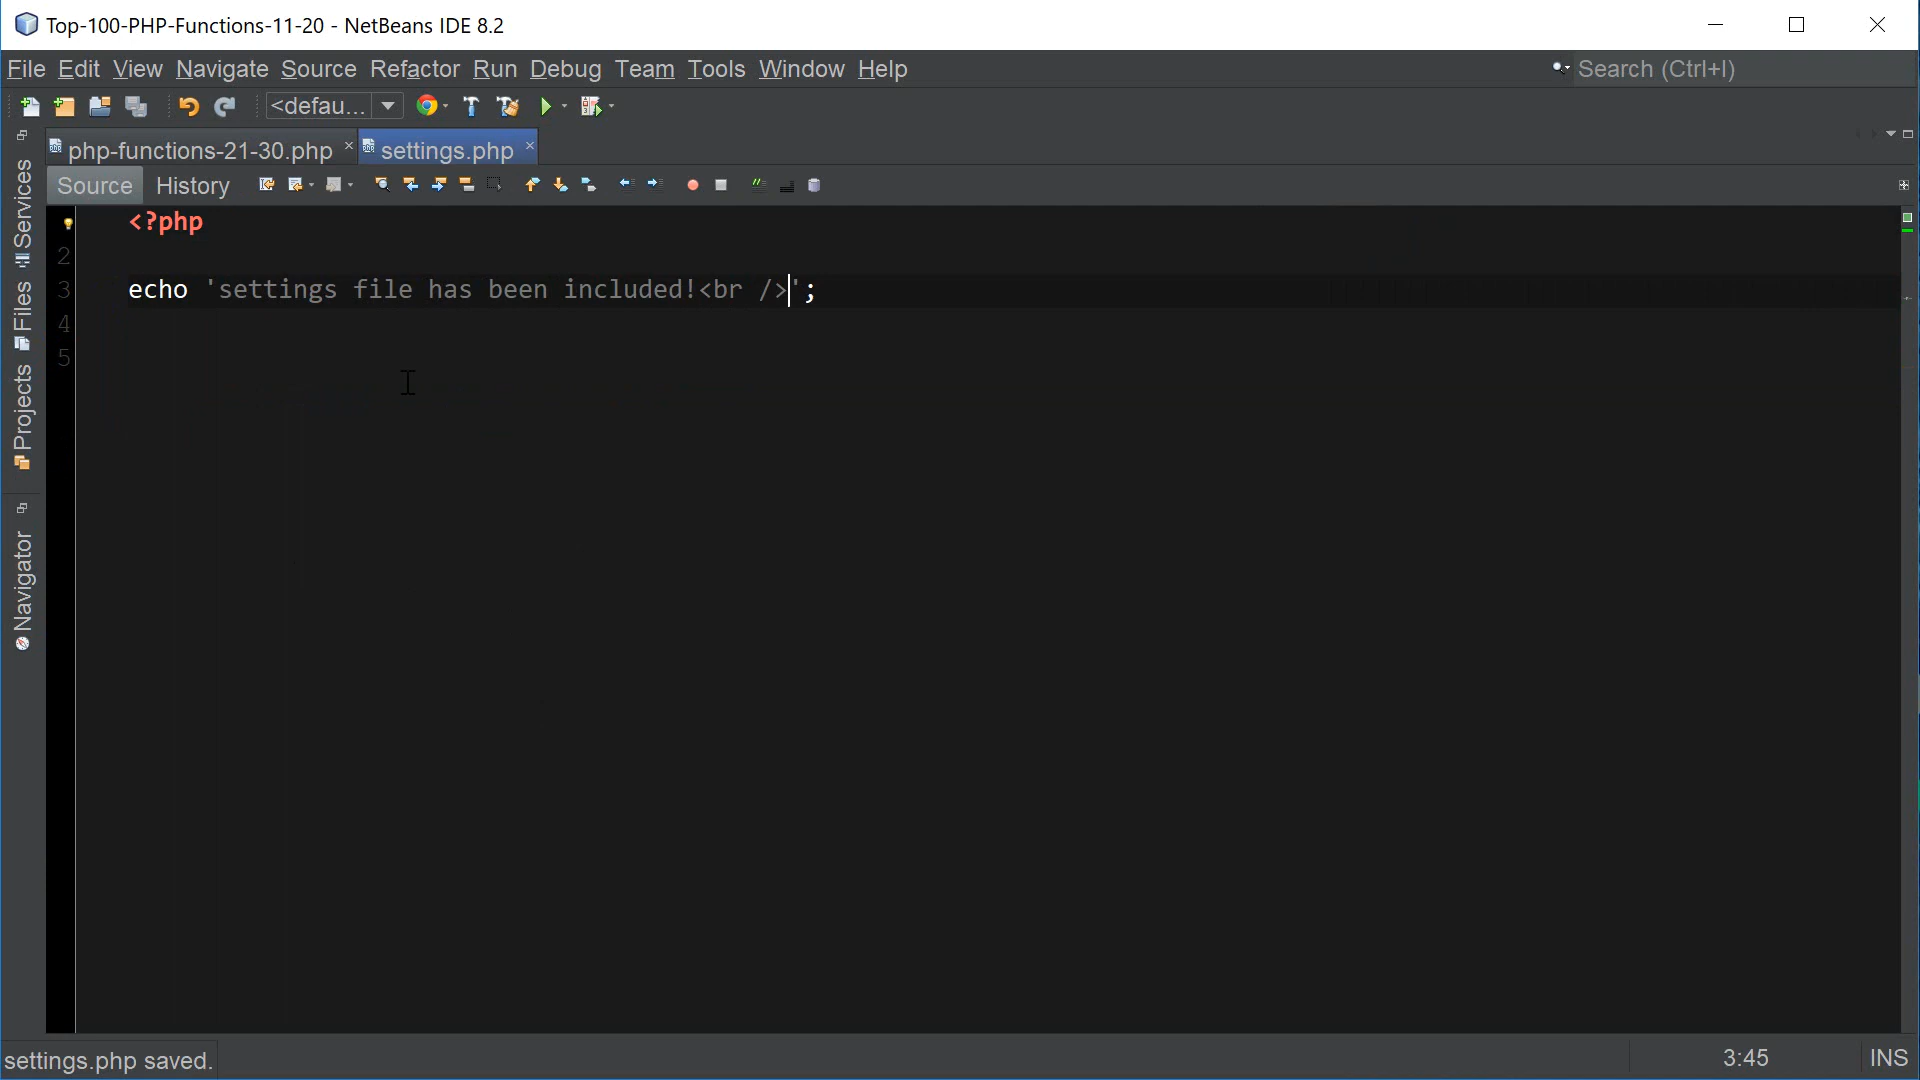 Top-100-PHP-Functions-11-20 - NetBeans IDE 8.2
File Edit View Navigate Source Refactor Run Debug Team Tools Window Help
Search (Ctrl+I)
<defau...
php-functions-21-30.php
settings.php
Source History
Services
Files
Projects
Navigator
<?php
2
3 echo 'settings file has been included!<br />';
4
5
settings.php saved.
3:45
INS